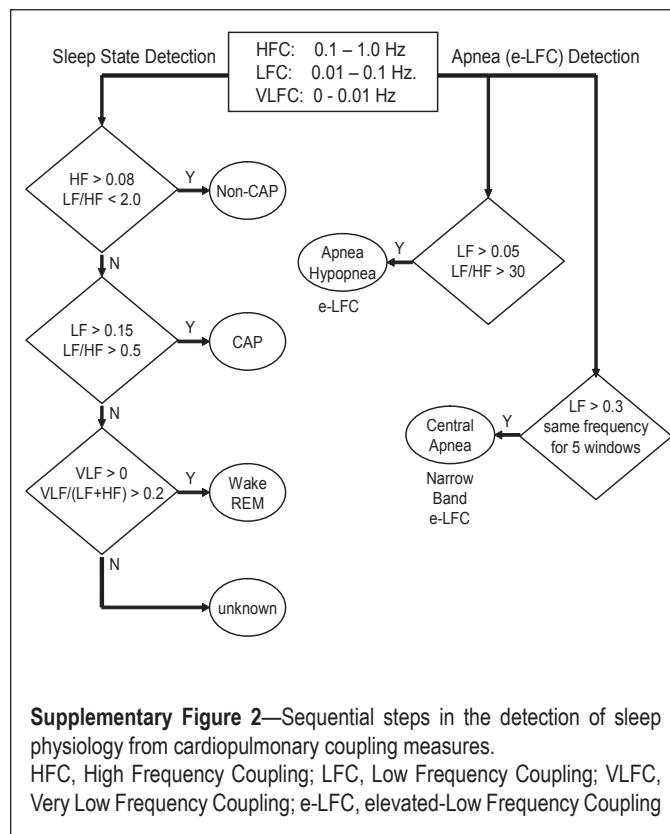 Sleep State Detection
HFC: 0.1 – 1.0 Hz
LFC: 0.01 – 0.1 Hz.
VLFC: 0 - 0.01 Hz
Apnea (e-LFC) Detection
HF > 0.08
LF/HF < 2.0
Y
Non-CAP
N
LF > 0.15
LF/HF > 0.5
Y
CAP
N
VLF > 0
VLF/(LF+HF) > 0.2
Y
Wake
REM
N
unknown
LF > 0.05
LF/HF > 30
Y
Apnea
Hypopnea
e-LFC
LF > 0.3
same frequency
for 5 windows
Y
Central
Apnea
Narrow
Band
e-LFC
Supplementary Figure 2—Sequential steps in the detection of sleep
physiology from cardiopulmonary coupling measures.
HFC, High Frequency Coupling; LFC, Low Frequency Coupling; VLFC,
Very Low Frequency Coupling; e-LFC, elevated-Low Frequency Coupling